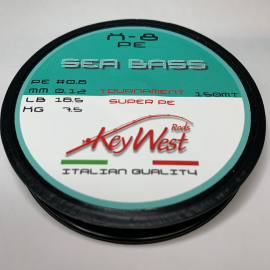 X-8
PE
SEA BASS
PE #0.6
MM 0.12 TOURNAMENT 150MT
LB 16.5 SUPER PE
KG 7.5
Rods
KeyWest
ITALIAN QUALITY